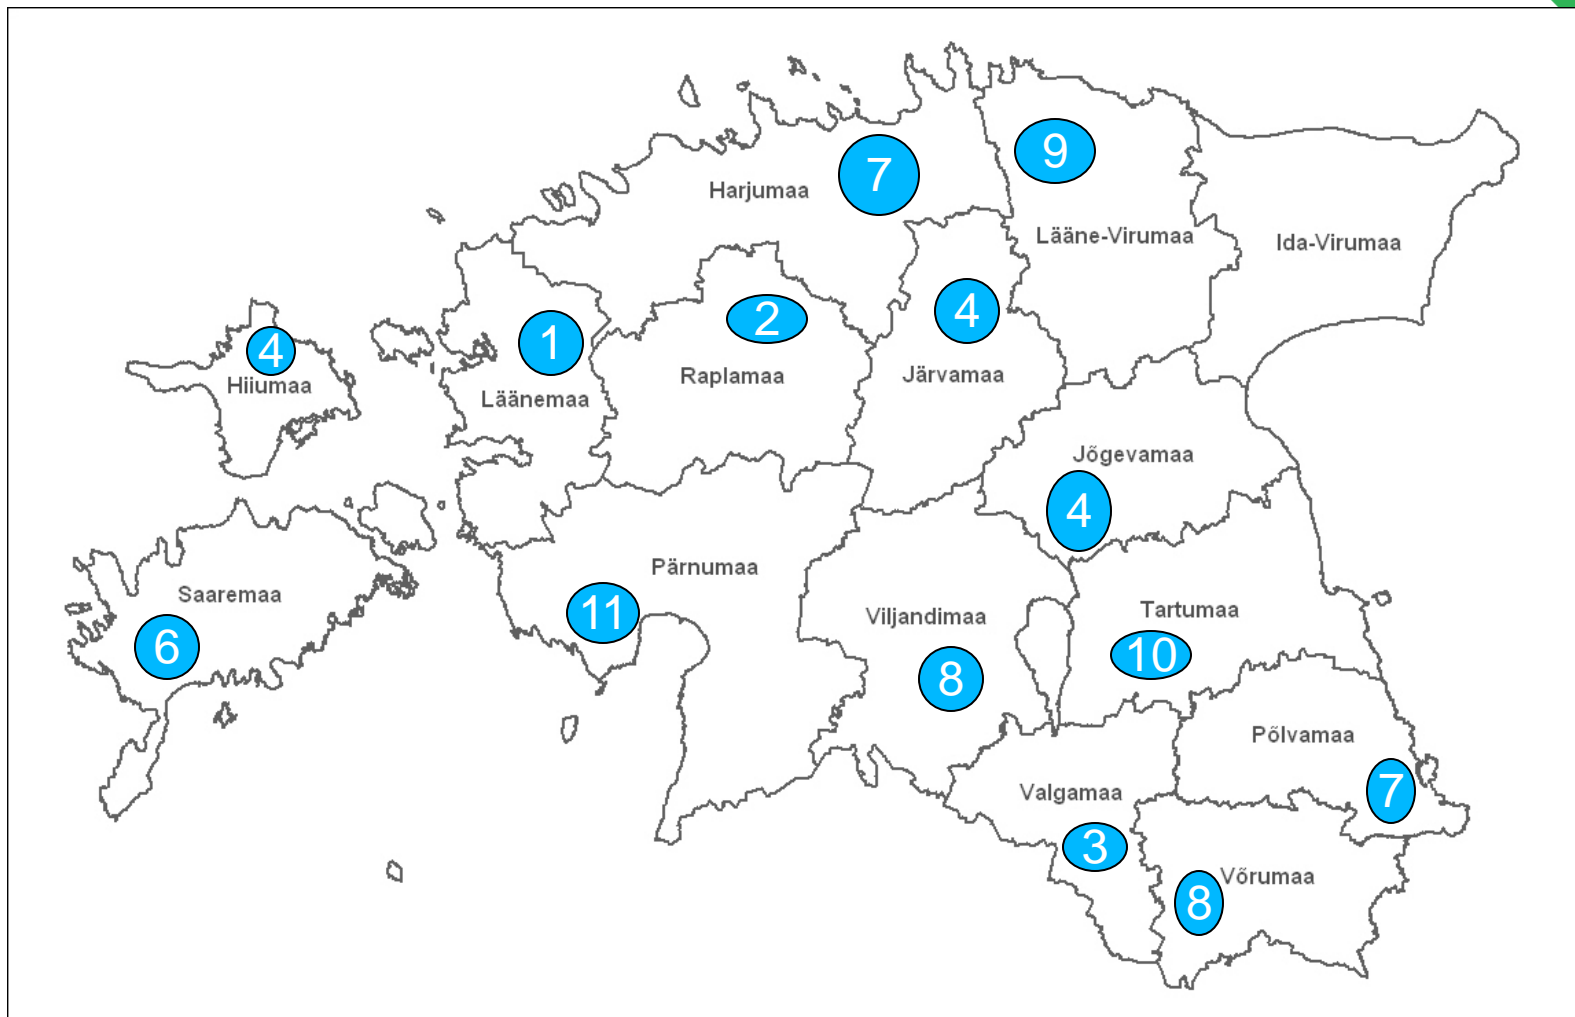 9
7
Harjumaa
Lääne-Virumaa
Ida-Virumaa
4
2
1
4
Hiiumaa
Raplamaa
Järvamaa
Läänemaa
Jõgevamaa
4
Pärnumaa
Saaremaa
11
Viljandimaa
Tartumaa
6
10
8
Põlvamaa
Valgamaa
7
3
Võrumaa
8